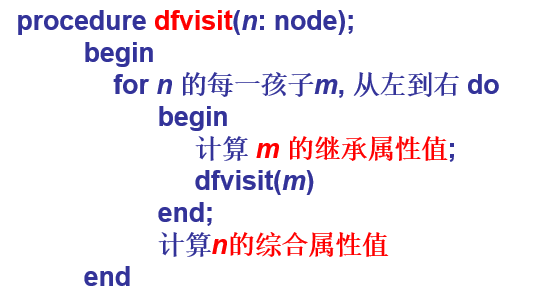 procedure dfvisit(n: node);
begin
for n 的每一孩子m, 从左到右 do
begin
计算 m 的继承属性值;
dfvisit(m)
end;
计算n的综合属性值
end